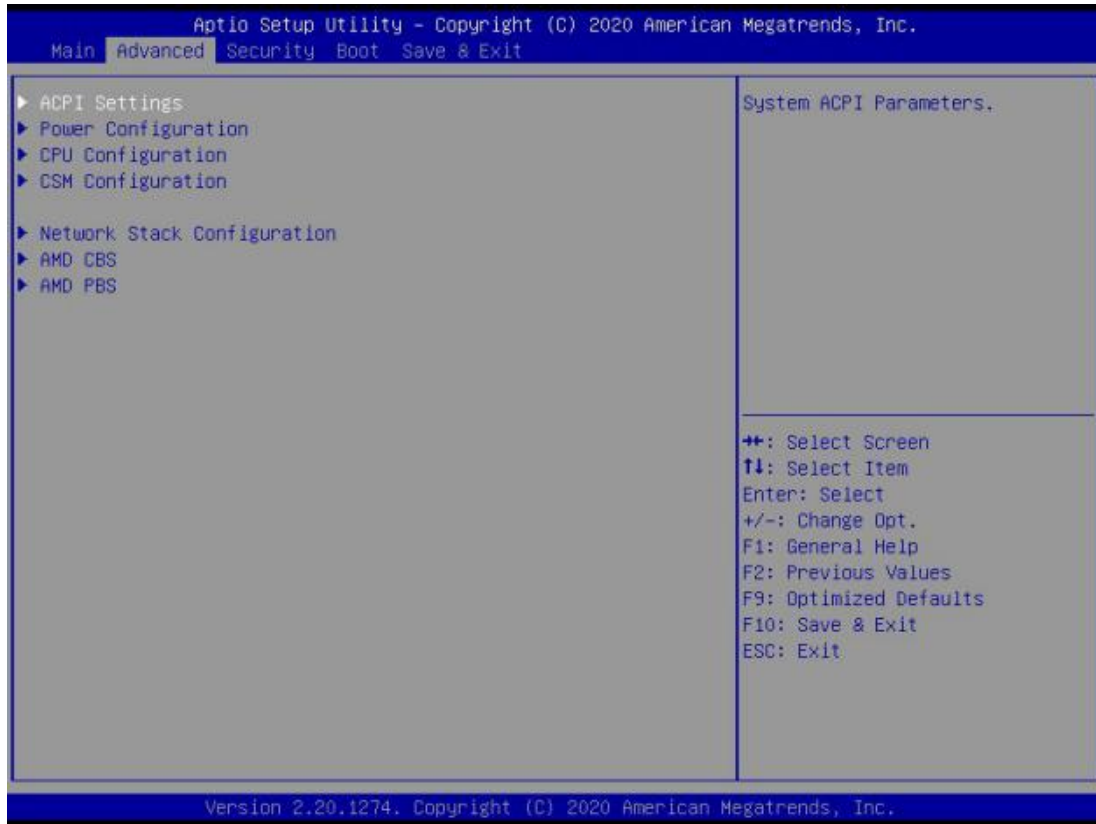 Aptio Setup Utility – Copyright (C) 2020 American Megatrends, Inc.
Main Advanced Security Boot Save & Exit
▶ ACPI Settings
▶ Power Configuration
▶ CPU Configuration
▶ CSM Configuration
▶ Network Stack Configuration
▶ AMD CBS
▶ AMD PBS
System ACPI Parameters.
→←: Select Screen
↑↓: Select Item
Enter: Select
+/-: Change Opt.
F1: General Help
F2: Previous Values
F9: Optimized Defaults
F10: Save & Exit
ESC: Exit
Version 2.20.1274. Copyright (C) 2020 American Megatrends, Inc.